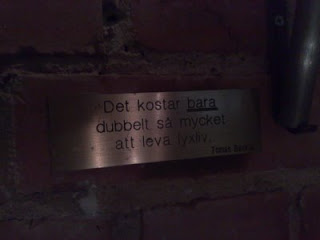 Det kostar bara
dubbelt så mycket
att leva lyxliv.